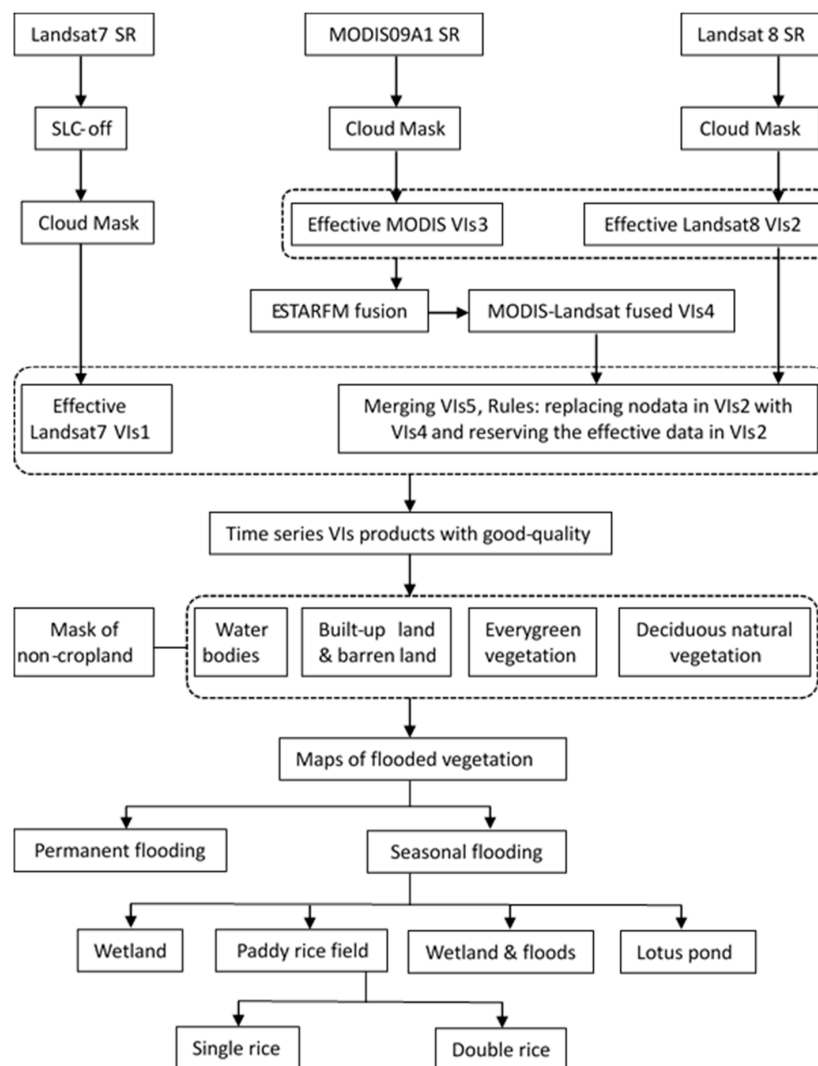 Landsat7 SR
MODIS09A1 SR
Landsat 8 SR
SLC-off
Cloud Mask
Cloud Mask
Cloud Mask
Effective MODIS VIs3
Effective Landsat8 VIs2
ESTARFM fusion
MODIS-Landsat fused VIs4
Effective
Landsat7 VIs1
Merging VIs5, Rules: replacing nodata in VIs2 with
VIs4 and reserving the effective data in VIs2
Time series VIs products with good-quality
Mask of
non-cropland
Water
bodies
Built-up land
& barren land
Everygreen
vegetation
Deciduous natural
vegetation
Maps of flooded vegetation
Permanent flooding
Seasonal flooding
Wetland
Paddy rice field
Wetland & floods
Lotus pond
Single rice
Double rice